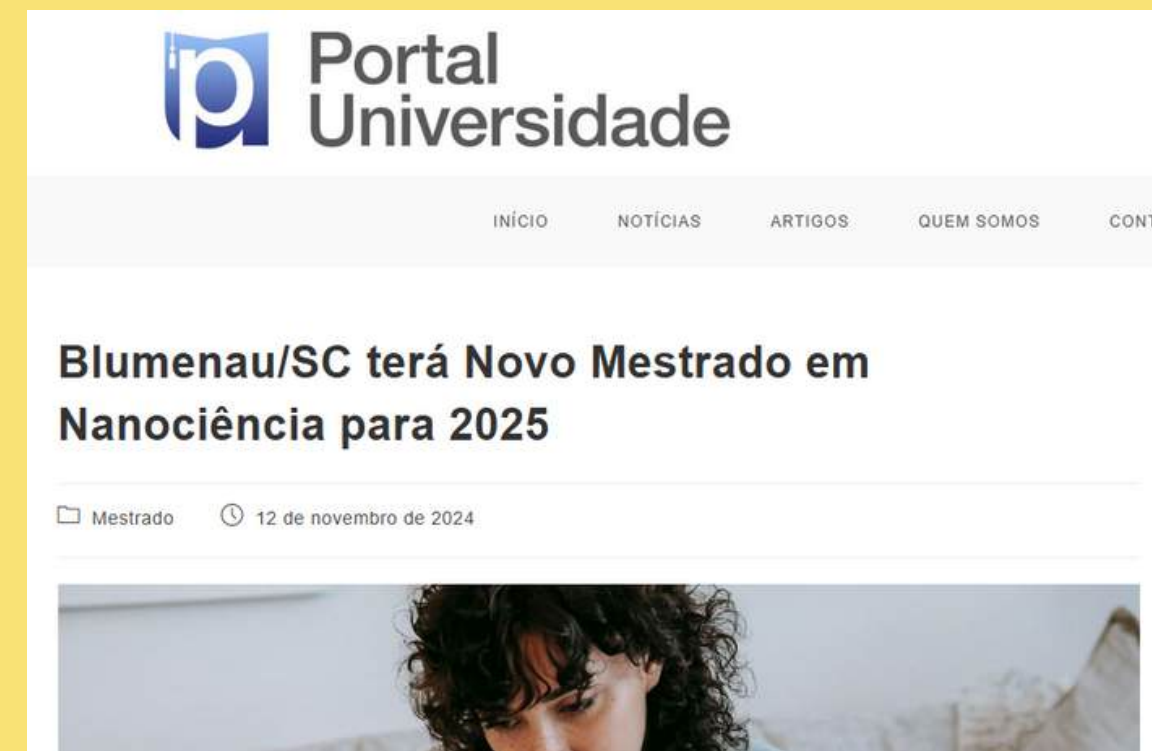 Portal
Universidade
INÍCIO NOTÍCIAS ARTIGOS QUEM SOMOS
Blumenau/SC terá Novo Mestrado em
Nanociência para 2025
Mestrado 12 de novembro de 2024